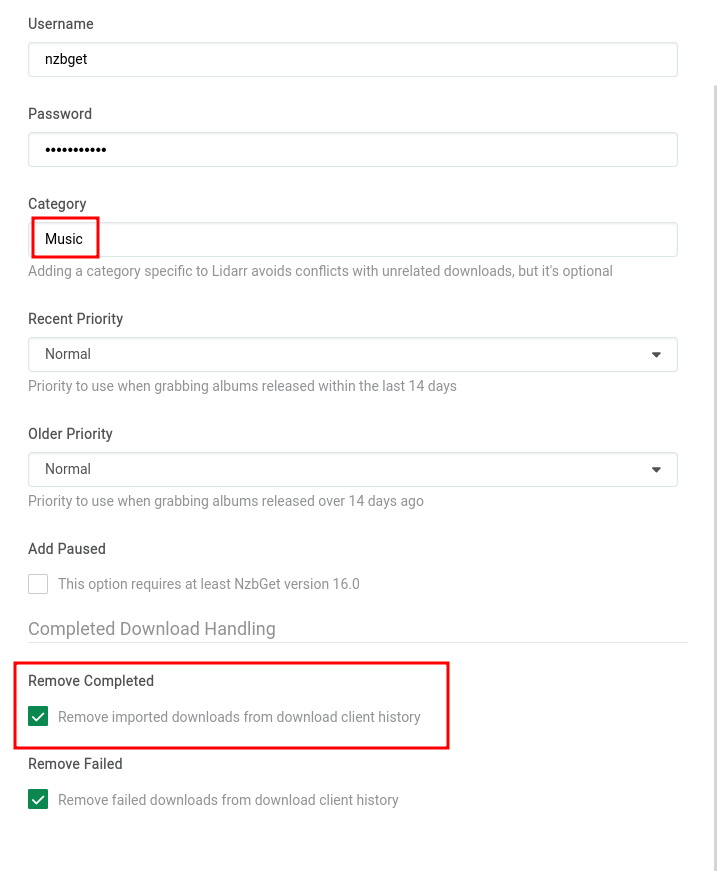 Username
nzbget
Password
•••••••••••
Category
Music
Adding a category specific to Lidarr avoids conflicts with unrelated downloads, but it's optional
Recent Priority
Normal
Priority to use when grabbing albums released within the last 14 days
Older Priority
Normal
Priority to use when grabbing albums released over 14 days ago
Add Paused
This option requires at least NzbGet version 16.0
Completed Download Handling
Remove Completed
Remove imported downloads from download client history
Remove Failed
Remove failed downloads from download client history